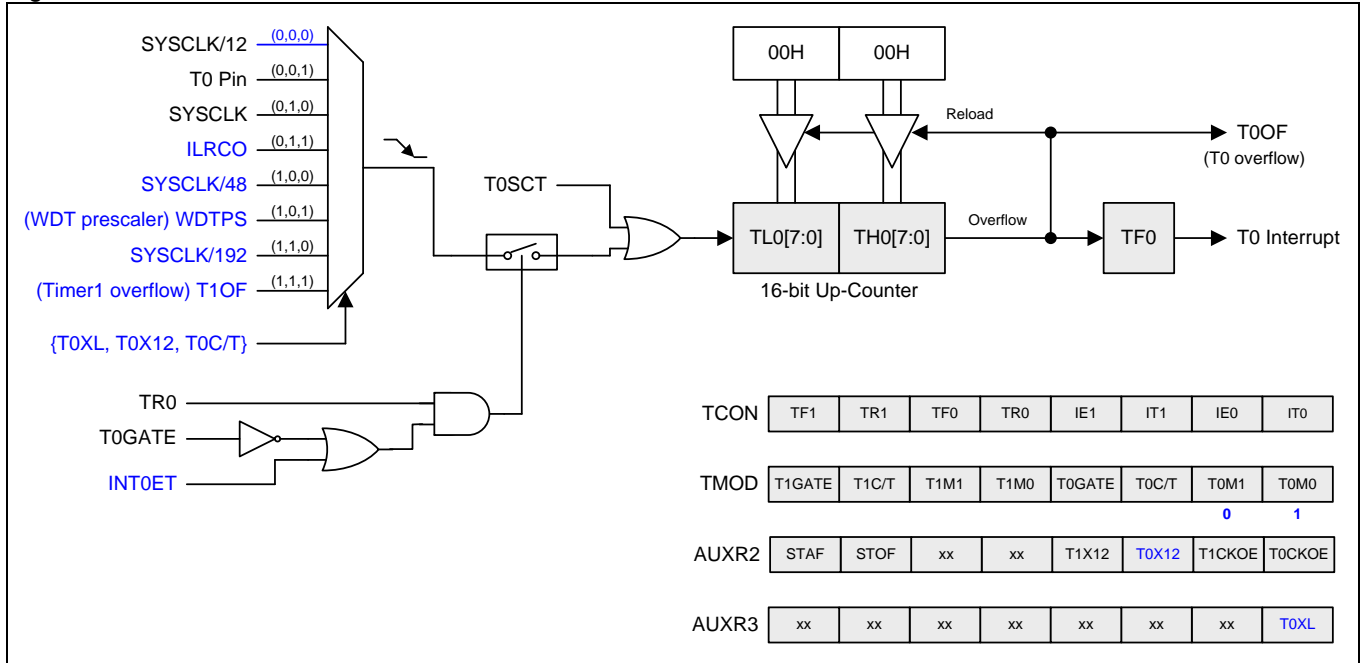 SYSCLK/12 (0,0,0)
T0 Pin (0,0,1)
SYSCLK (0,1,0)
ILRCO (0,1,1)
SYSCLK/48 (1,0,0)
(WDT prescaler) WDTPS (1,0,1)
SYSCLK/192 (1,1,0)
(Timer1 overflow) T1OF (1,1,1)
{T0XL, T0X12, T0C/T}
TR0
T0GATE
INT0ET
T0SCT
00H 00H
Reload
T0OF
(T0 overflow)
TL0[7:0] TH0[7:0] Overflow TF0 T0 Interrupt
16-bit Up-Counter
TCON TF1 TR1 TF0 TR0 IE1 IT1 IE0 IT0
TMOD T1GATE T1C/T T1M1 T1M0 T0GATE T0C/T T0M1 T0M0
0 1
AUXR2 STAF STOF xx xx T1X12 T0X12 T1CKOE T0CKOE
AUXR3 xx xx xx xx xx xx xx T0XL